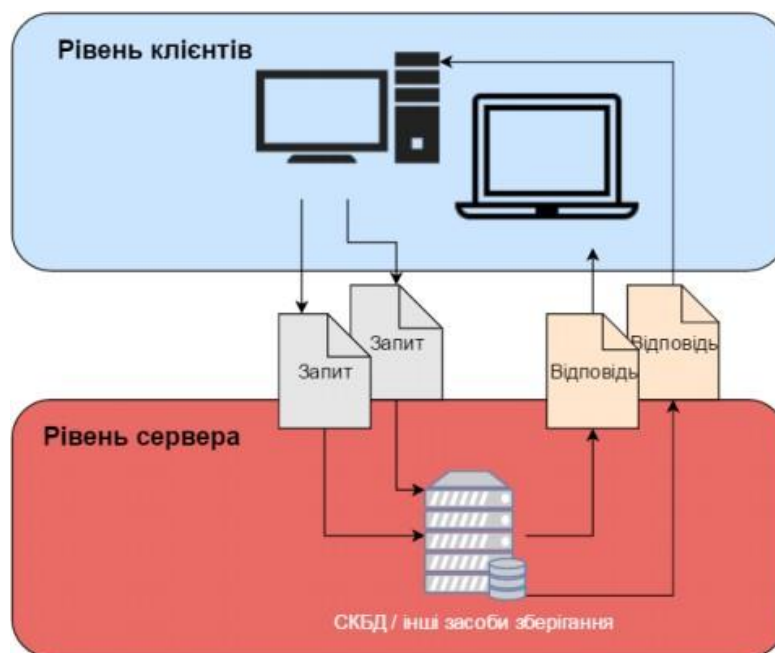 Рівень клієнтів
Запит
Запит
Відповідь
Відповідь
Рівень сервера
СКБД / інші засоби зберігання